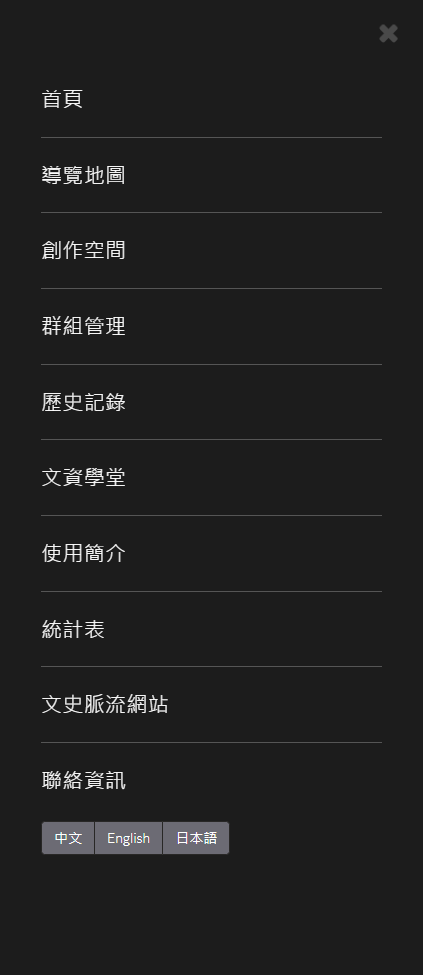 首頁
導覽地圖
創作空間
群組管理
歷史記錄
文資學堂
使用簡介
統計表
文史脈流網站
聯絡資訊
中文 English 日本語